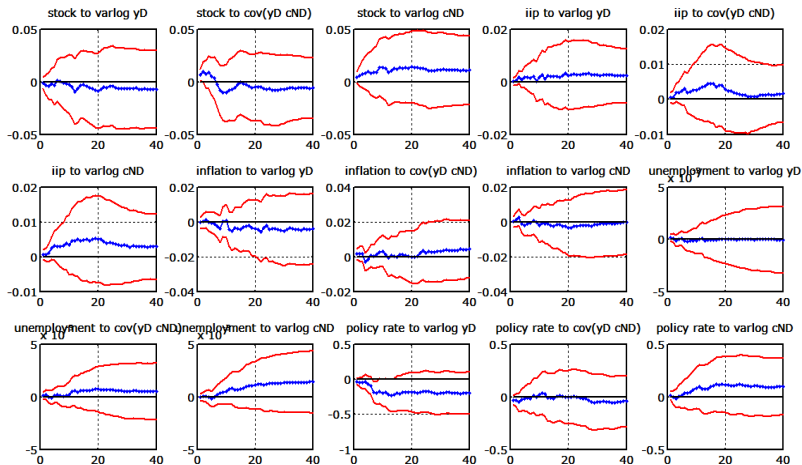 stock to varlog yD
stock to cov(yD cND)
stock to varlog cND
iip to varlog yD
iip to cov(yD cND)
0.05 0 -0.05 0 20 40
0.05 0 -0.05 0 20 40
0.05 0 -0.05 0 20 40
0.02 0 -0.02 0 20 40
0.02 0.01 0 -0.01 0 20 40
iip to varlog cND
inflation to varlog yD
inflation to cov(yD cND)
inflation to varlog cND
unemployment to varlog yD
0.02 0.01 0 -0.01 0 20 40
0.02 0 -0.02 -0.04 0 20 40
0.04 0.02 0 -0.02 0 20 40
0.02 0 -0.02 -0.04 0 20 40
x 10 5 0 5 0 20 40
unemployment to cov(yD cND)
unemployment to varlog cND
policy rate to varlog yD
policy rate to cov(yD cND)
policy rate to varlog cND
x 10 5 0 5 0 20 40
x 10 5 0 5 0 20 40
0.5 0 -0.5 -1 0 20 40
0.5 0 -0.5 0 20 40
0.5 0 -0.5 0 20 40